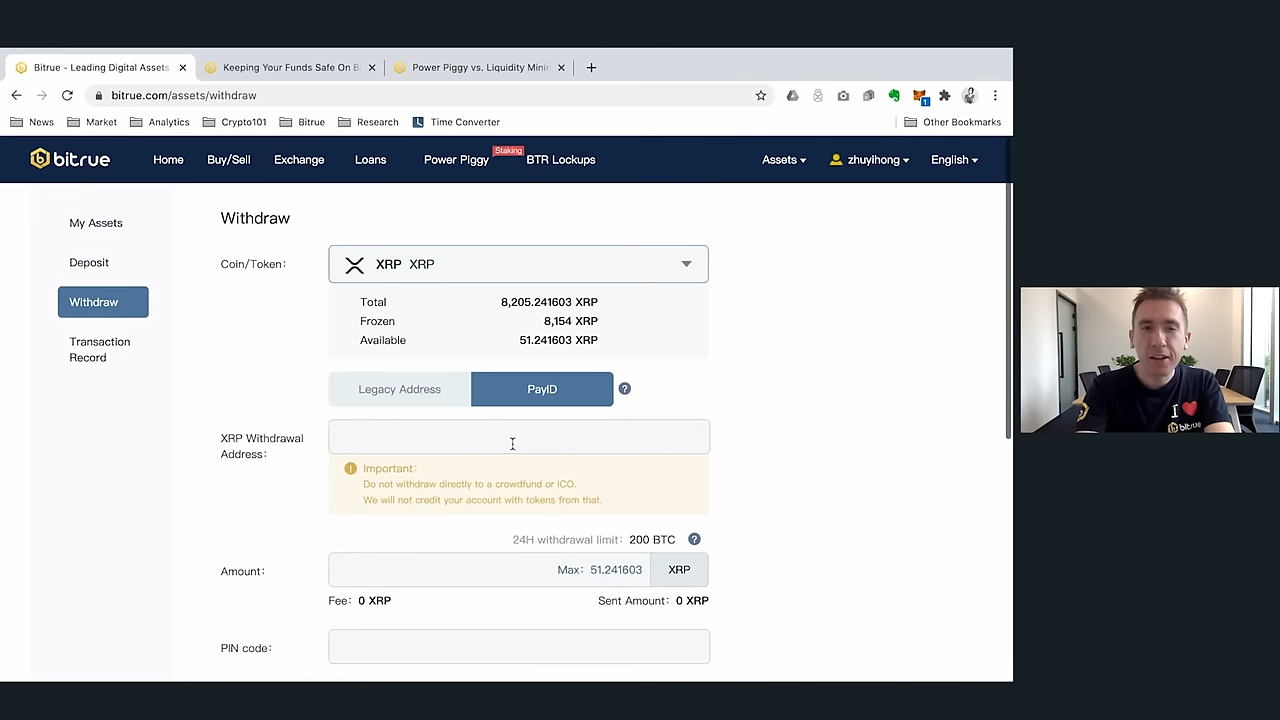 Bitrue - Leading Digital Assets
Keeping Your Funds Safe On B
Power Piggy vs. Liquidity Minin
bitrue.com/assets/withdraw
1
News
Market
Analytics
Crypto101
Bitrue
Research
Time Converter
Other Bookmarks
bitrue
Home
Buy/Sell
Exchange
Loans
Power Piggy
Staking
BTR Lockups
Assets
zhuyihong
English
My Assets
Deposit
Withdraw
Transaction
Record
Withdraw
Coin/Token:
XRP XRP
Total 8,205.241603 XRP
Frozen 8,154 XRP
Available 51.241603 XRP
Legacy Address
PayID
?
XRP Withdrawal
Address:
! Important:
Do not withdraw directly to a crowdfund or ICO.
We will not credit your account with tokens from that.
24H withdrawal limit: 200 BTC ?
Amount:
Max: 51.241603 XRP
Fee: 0 XRP
Sent Amount: 0 XRP
PIN code:
I
bitrue